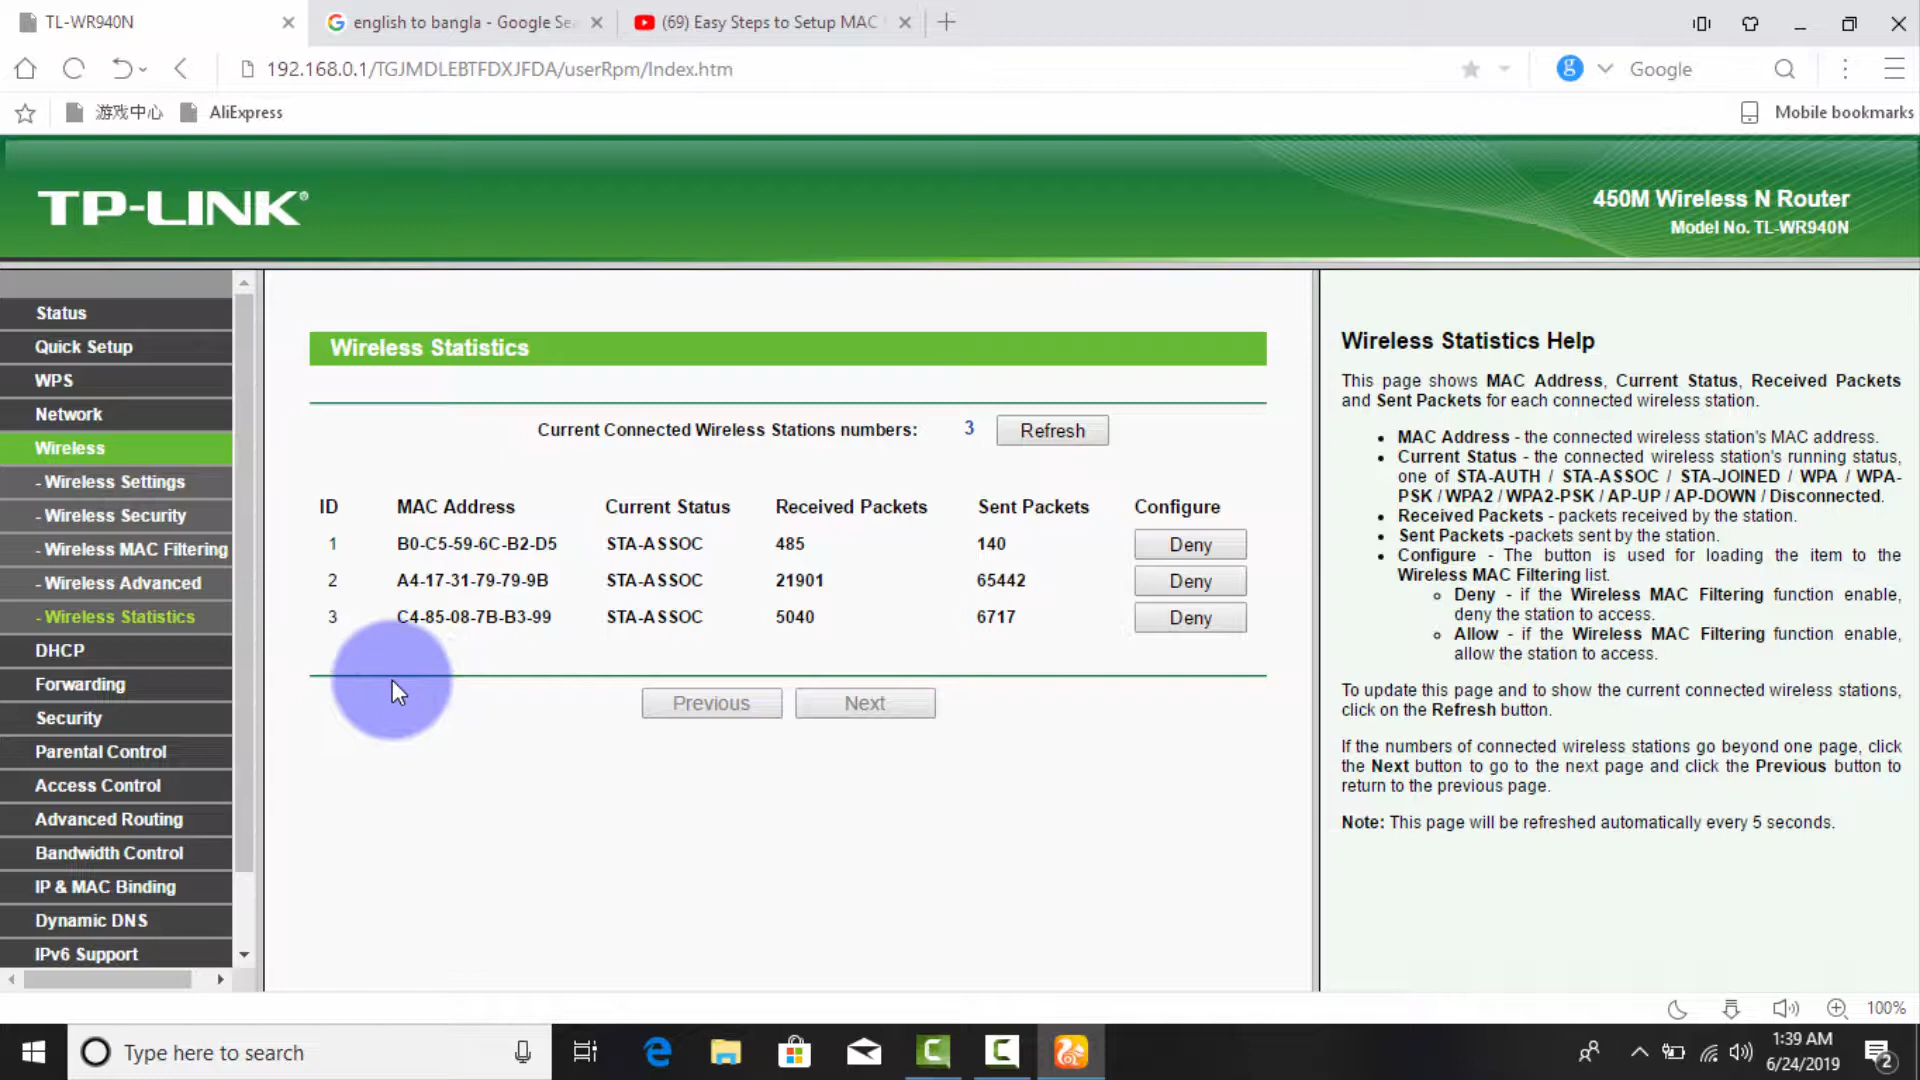 TL-WR940N
english to bangla - Google Sea
(69) Easy Steps to Setup MAC
192.168.0.1/TGJMDLEBTFDXJFDA/userRpm/Index.htm
Google
游戏中心
AliExpress
Mobile bookmarks
TP-LINK®
450M Wireless N Router
Model No. TL-WR940N
Status
Quick Setup
WPS
Network
Wireless
- Wireless Settings
- Wireless Security
- Wireless MAC Filtering
- Wireless Advanced
- Wireless Statistics
DHCP
Forwarding
Security
Parental Control
Access Control
Advanced Routing
Bandwidth Control
IP & MAC Binding
Dynamic DNS
IPv6 Support
Wireless Statistics
Current Connected Wireless Stations numbers: 3 Refresh
ID MAC Address Current Status Received Packets Sent Packets Configure
1 B0-C5-59-6C-B2-D5 STA-ASSOC 485 140 Deny
2 A4-17-31-79-79-9B STA-ASSOC 21901 65442 Deny
3 C4-85-08-7B-B3-99 STA-ASSOC 5040 6717 Deny
Previous Next
Wireless Statistics Help
This page shows MAC Address, Current Status, Received Packets
and Sent Packets for each connected wireless station.
• MAC Address - the connected wireless station's MAC address.
• Current Status - the connected wireless station's running status,
one of STA-AUTH / STA-ASSOC / STA-JOINED / WPA / WPA-
PSK / WPA2 / WPA2-PSK / AP-UP / AP-DOWN / Disconnected.
• Received Packets - packets received by the station.
• Sent Packets -packets sent by the station.
• Configure - The button is used for loading the item to the
Wireless MAC Filtering list.
◦ Deny - if the Wireless MAC Filtering function enable,
deny the station to access.
◦ Allow - if the Wireless MAC Filtering function enable,
allow the station to access.
To update this page and to show the current connected wireless stations,
click on the Refresh button.
If the numbers of connected wireless stations go beyond one page, click
the Next button to go to the next page and click the Previous button to
return to the previous page.
Note: This page will be refreshed automatically every 5 seconds.
100%
Type here to search
1:39 AM
6/24/2019
2